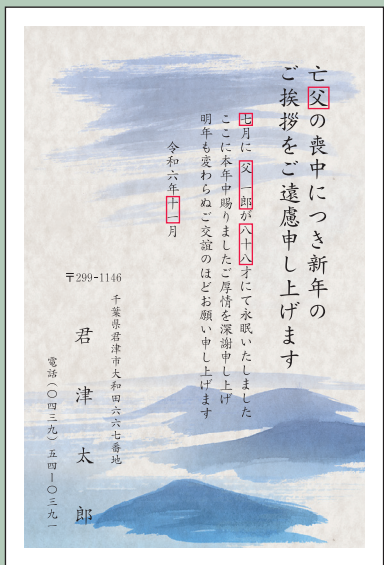 亡父の喪中につき新年の
ご挨拶をご遠慮申し上げます
七月に 父 一郎が八十八才にて永眠いたしました
ここに本年中賜りましたご厚情を深謝申し上げ
明年も変わらぬご交誼のほどお願い申し上げます
令和六年十一月
〒299-1146
千葉県君津市大和田六六七番地
君津太郎
電話(〇四三九)五四ー〇三九一